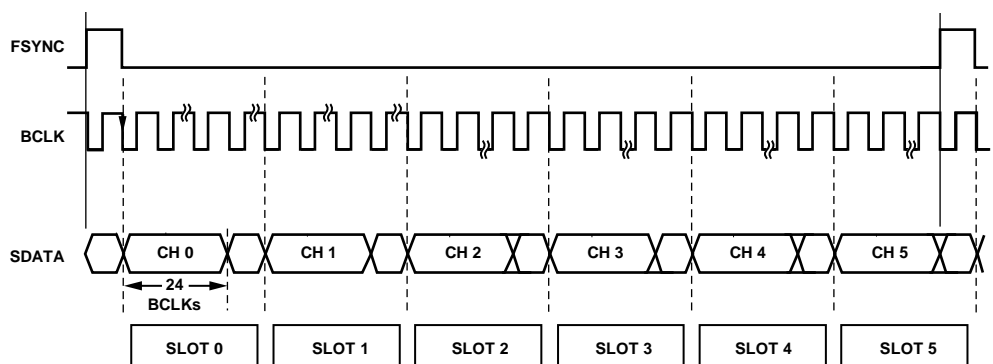 FSYNC
BCLK
SDATA
CH 0
CH 1
CH 2
CH 3
CH 4
CH 5
24
BCLKs
SLOT 0
SLOT 1
SLOT 2
SLOT 3
SLOT 4
SLOT 5